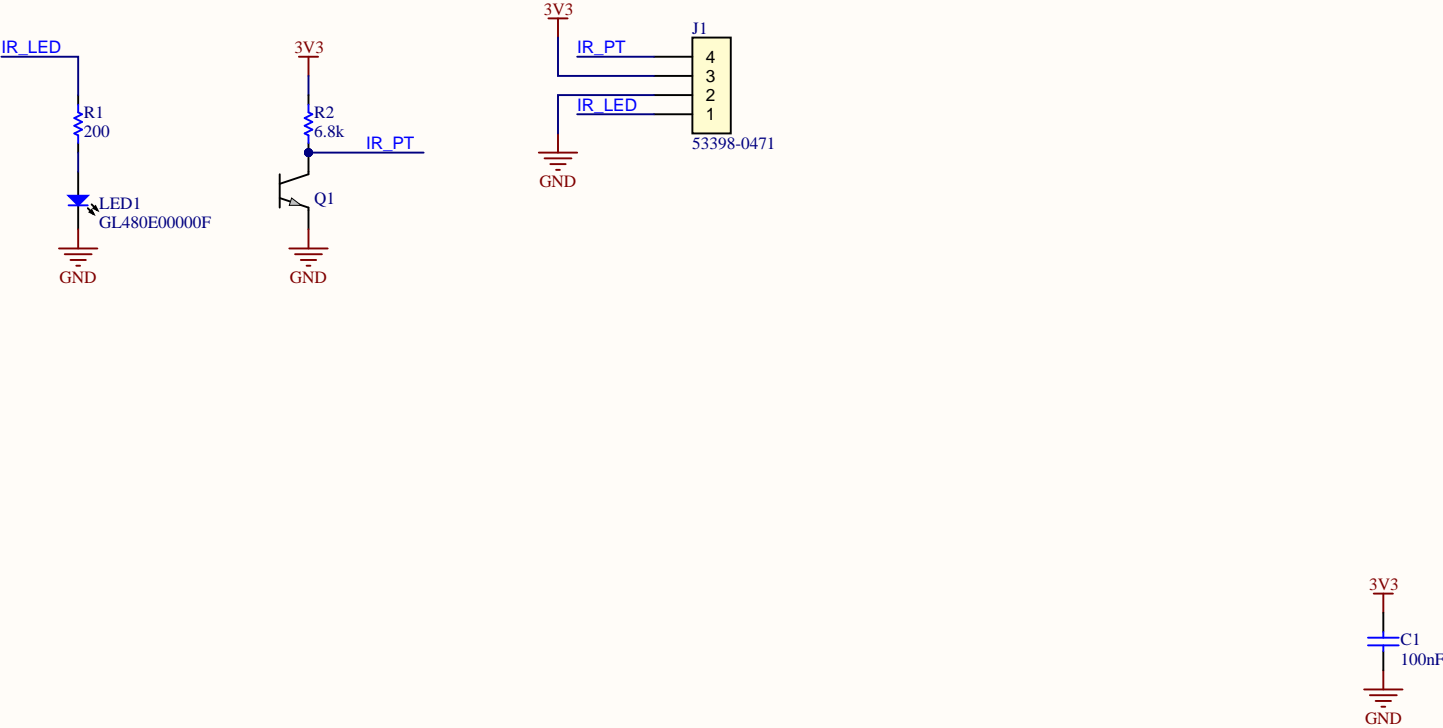 IR_LED
R1
200
LED1
GL480E00000F
GND
3V3
R2
6.8k
IR_PT
Q1
GND
3V3
J1
IR_PT
4
3
2
IR_LED
1
53398-0471
GND
3V3
C1
100nF
GND